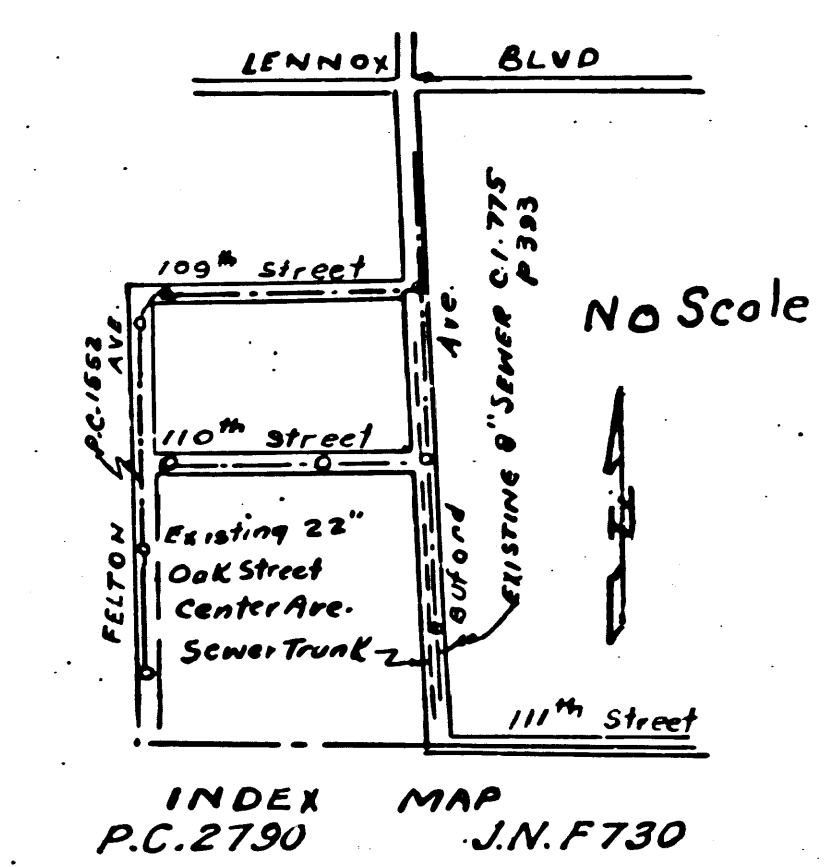 LENNOX BLVD
109th Street
Ave.
EXISTING 8" SEWER C.I. 775
P 393
No Scale
P.C. 1552
AVE.
110th Street
FELTON
Existing 22"
Oak Street
Center Ave.
Sewer Trunk
Buford
111th Street
INDEX MAP
P.C. 2790 J.N. F730